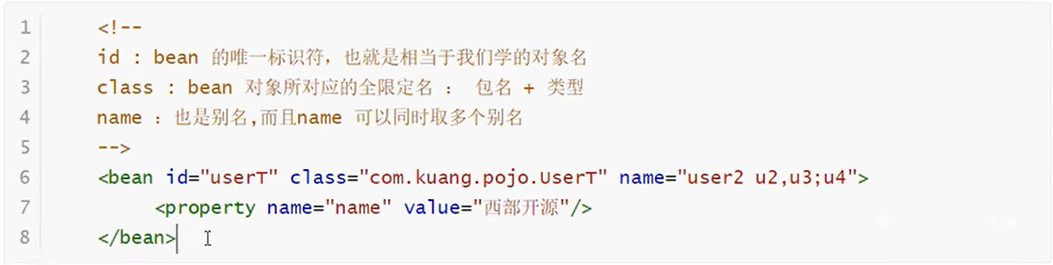 1 <!--
2 id : bean 的唯一标识符，也就是相当于我们学的对象名
3 class : bean 对象所对应的全限定名 ： 包名 + 类型
4 name ：也是别名,而且name 可以同时取多个别名
5 -->
6 <bean id="userT" class="com.kuang.pojo.UserT" name="user2 u2,u3;u4">
7 <property name="name" value="西部开源"/>
8 </bean>